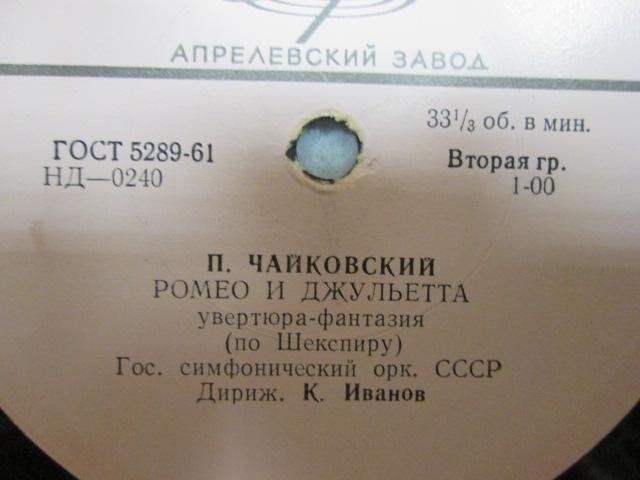 АПРЕЛЕВСКИЙ ЗАВОД
33¹/₃ об. в мин.
ГОСТ 5289-61
Вторая гр.
НД—0240
1-00
П. ЧАЙКОВСКИЙ
РОМЕО И ДЖУЛЬЕТТА
увертюра-фантазия
(по Шекспиру)
Гос. симфонический орк. СССР
Дириж. К. Иванов